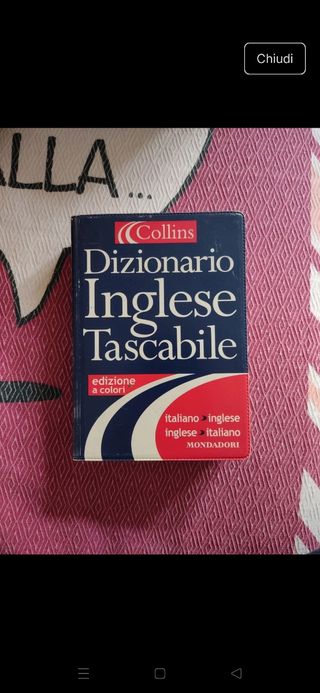 Chiudi
ALLA...
Collins
Dizionario
Inglese
Tascabile
edizione
a colori
italiano > inglese
inglese > italiano
MONDADORI